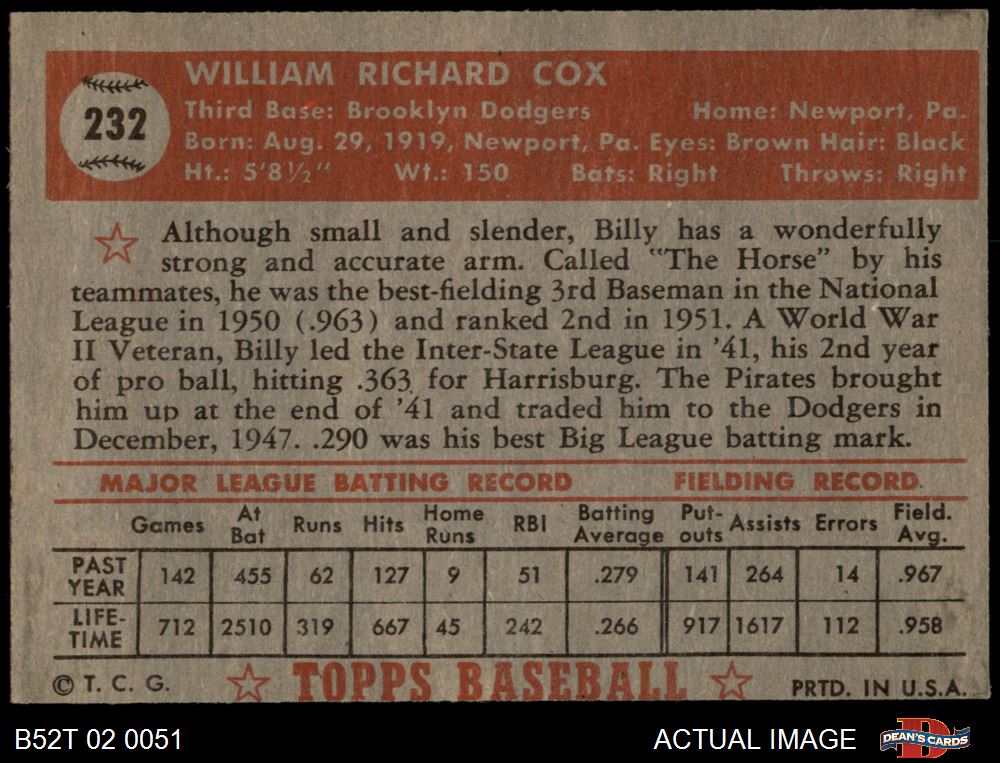 232
WILLIAM RICHARD COX
Third Base: Brooklyn Dodgers Home: Newport, Pa.
Born: Aug. 29, 1919, Newport, Pa. Eyes: Brown Hair: Black
Ht.: 5'8½" Wt.: 150 Bats: Right Throws: Right
Although small and slender, Billy has a wonderfully
strong and accurate arm. Called "The Horse" by his
teammates, he was the best-fielding 3rd Baseman in the National
League in 1950 (.963) and ranked 2nd in 1951. A World War
II Veteran, Billy led the Inter-State League in '41, his 2nd year
of pro ball, hitting .363 for Harrisburg. The Pirates brought
him up at the end of '41 and traded him to the Dodgers in
December, 1947. .290 was his best Big League batting mark.
MAJOR LEAGUE BATTING RECORD FIELDING RECORD.
Games At Bat Runs Hits Home Runs RBI Batting Average Put-outs Assists Errors Field. Avg.
PAST YEAR 142 455 62 127 9 51 .279 141 264 14 .967
LIFE-TIME 712 2510 319 667 45 242 .266 917 1617 112 .958
© T. C. G. TOPPS BASEBALL PRTD. IN U.S.A.
B52T 02 0051 ACTUAL IMAGE D DEAN'S CARDS